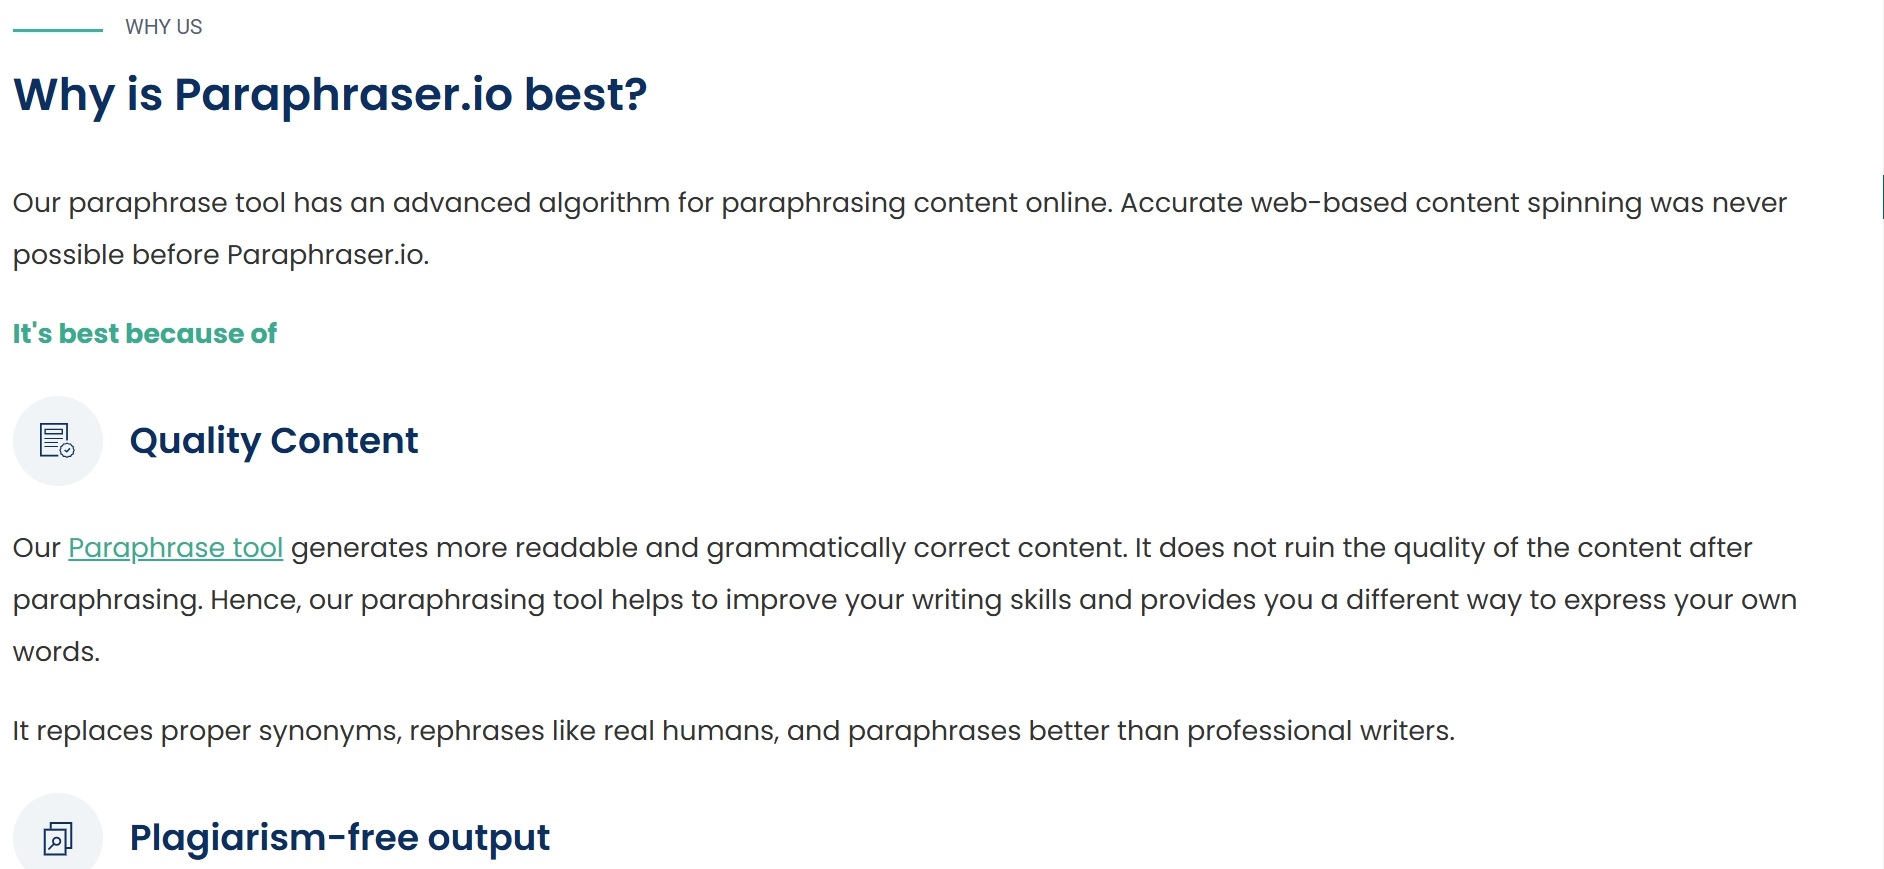 WHY US
Why is Paraphraser.io best?
Our paraphrase tool has an advanced algorithm for paraphrasing content online. Accurate web-based content spinning was never
possible before Paraphraser.io.
It's best because of
Quality Content
Our Paraphrase tool generates more readable and grammatically correct content. It does not ruin the quality of the content after
paraphrasing. Hence, our paraphrasing tool helps to improve your writing skills and provides you a different way to express your own
words.
It replaces proper synonyms, rephrases like real humans, and paraphrases better than professional writers.
Plagiarism-free output